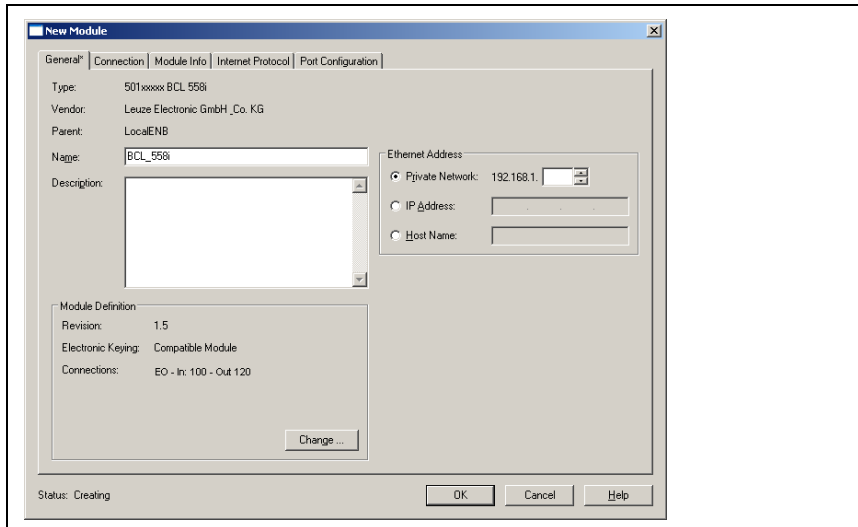 New Module
General* Connection Module Info Internet Protocol Port Configuration
Type: 501xxxxx BCL 558i
Vendor: Leuze Electronic GmbH _Co. KG
Parent: LocalENB
Name: BCL_558i
Description:
Ethernet Address
Private Network: 192.168.1.
IP Address: . . .
Host Name:
Module Definition
Revision: 1.5
Electronic Keying: Compatible Module
Connections: EO - In: 100 - Out 120
Change ...
Status: Creating
OK Cancel Help